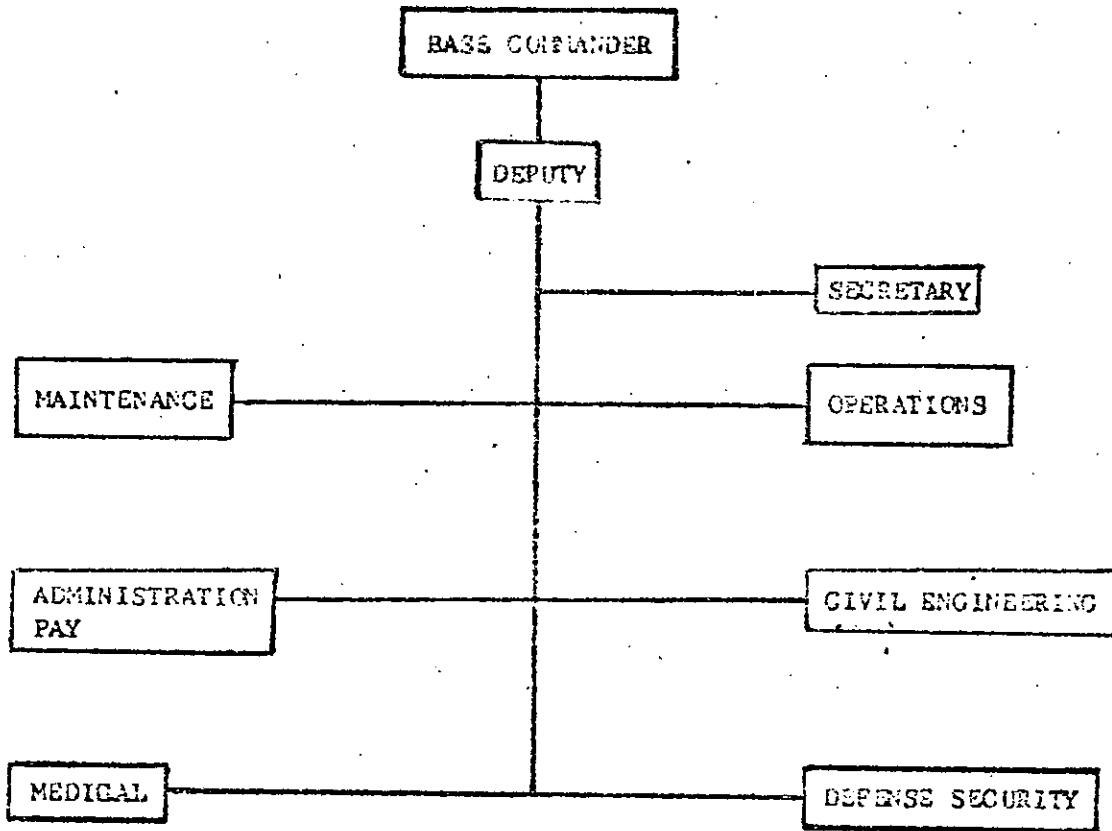 BASE COMMANDER
DEPUTY
SECRETARY
MAINTENANCE
OPERATIONS
ADMINISTRATION
PAY
CIVIL ENGINEERING
MEDICAL
DEFENSE SECURITY